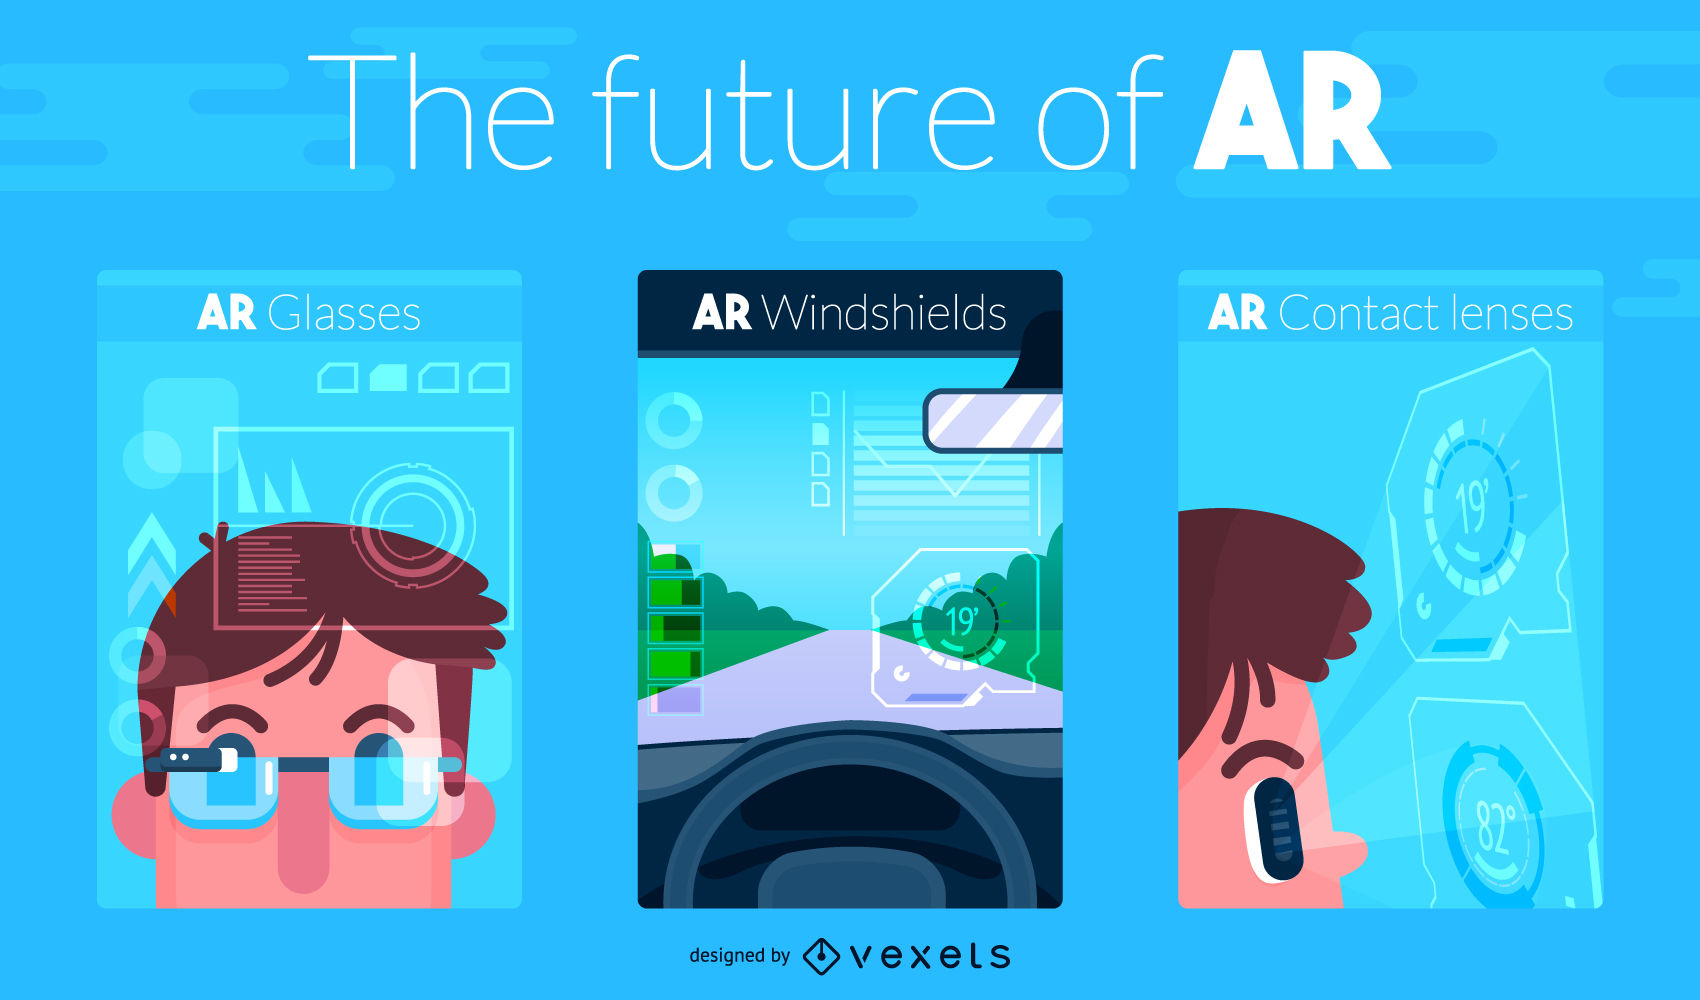 The future of AR
AR Glasses
AR Windshields
AR Contact lenses
19'
19'
82°
designed by vexels